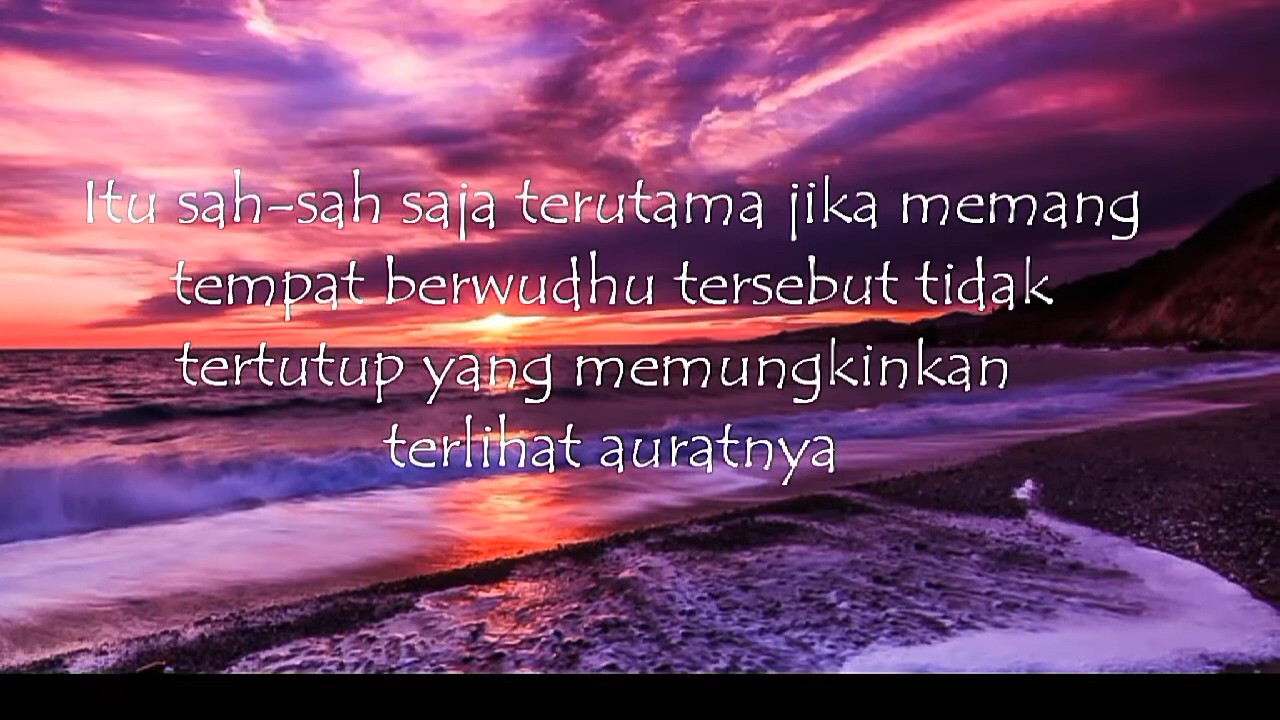 Itu sah-sah saja terutama jika memang
tempat berwudhu tersebut tidak
tertutup yang memungkinkan
terlihat auratnya